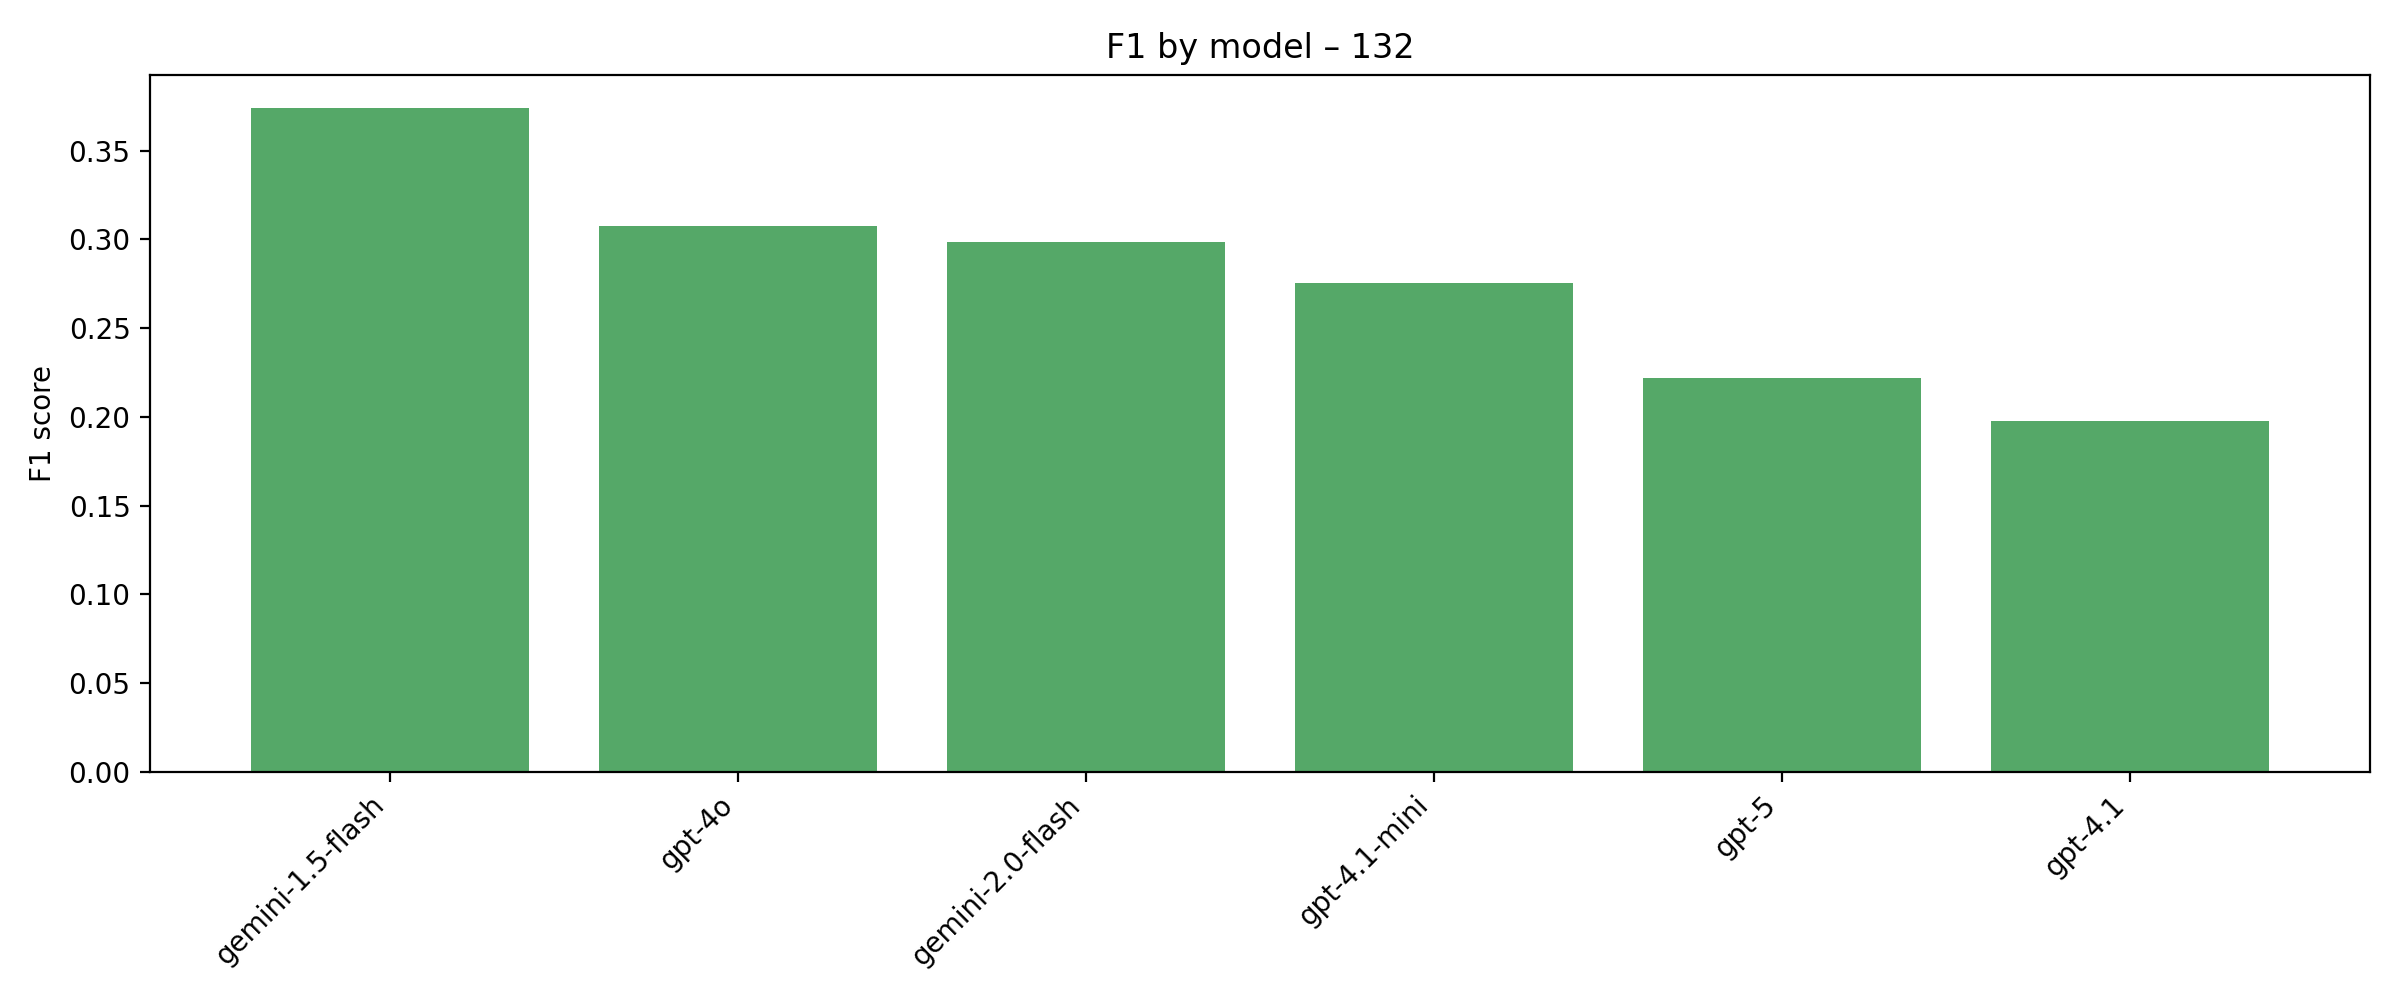 F1 by model – 132
F1 score
0.35
0.30
0.25
0.20
0.15
0.10
0.05
0.00
gemini-1.5-flash
gpt-4o
gemini-2.0-flash
gpt-4.1-mini
gpt-5
gpt-4.1